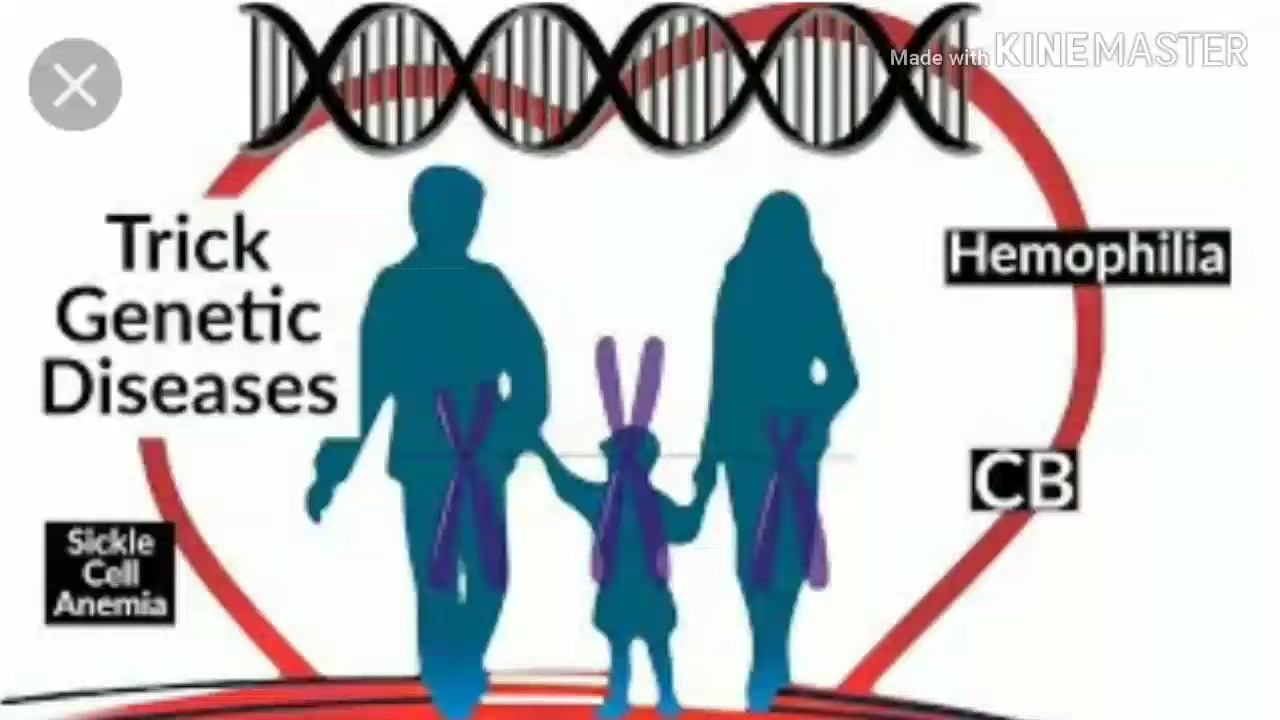 Made with KINEMASTER
Trick
Genetic
Diseases
Hemophilia
CB
Sickle
Cell
Anemia